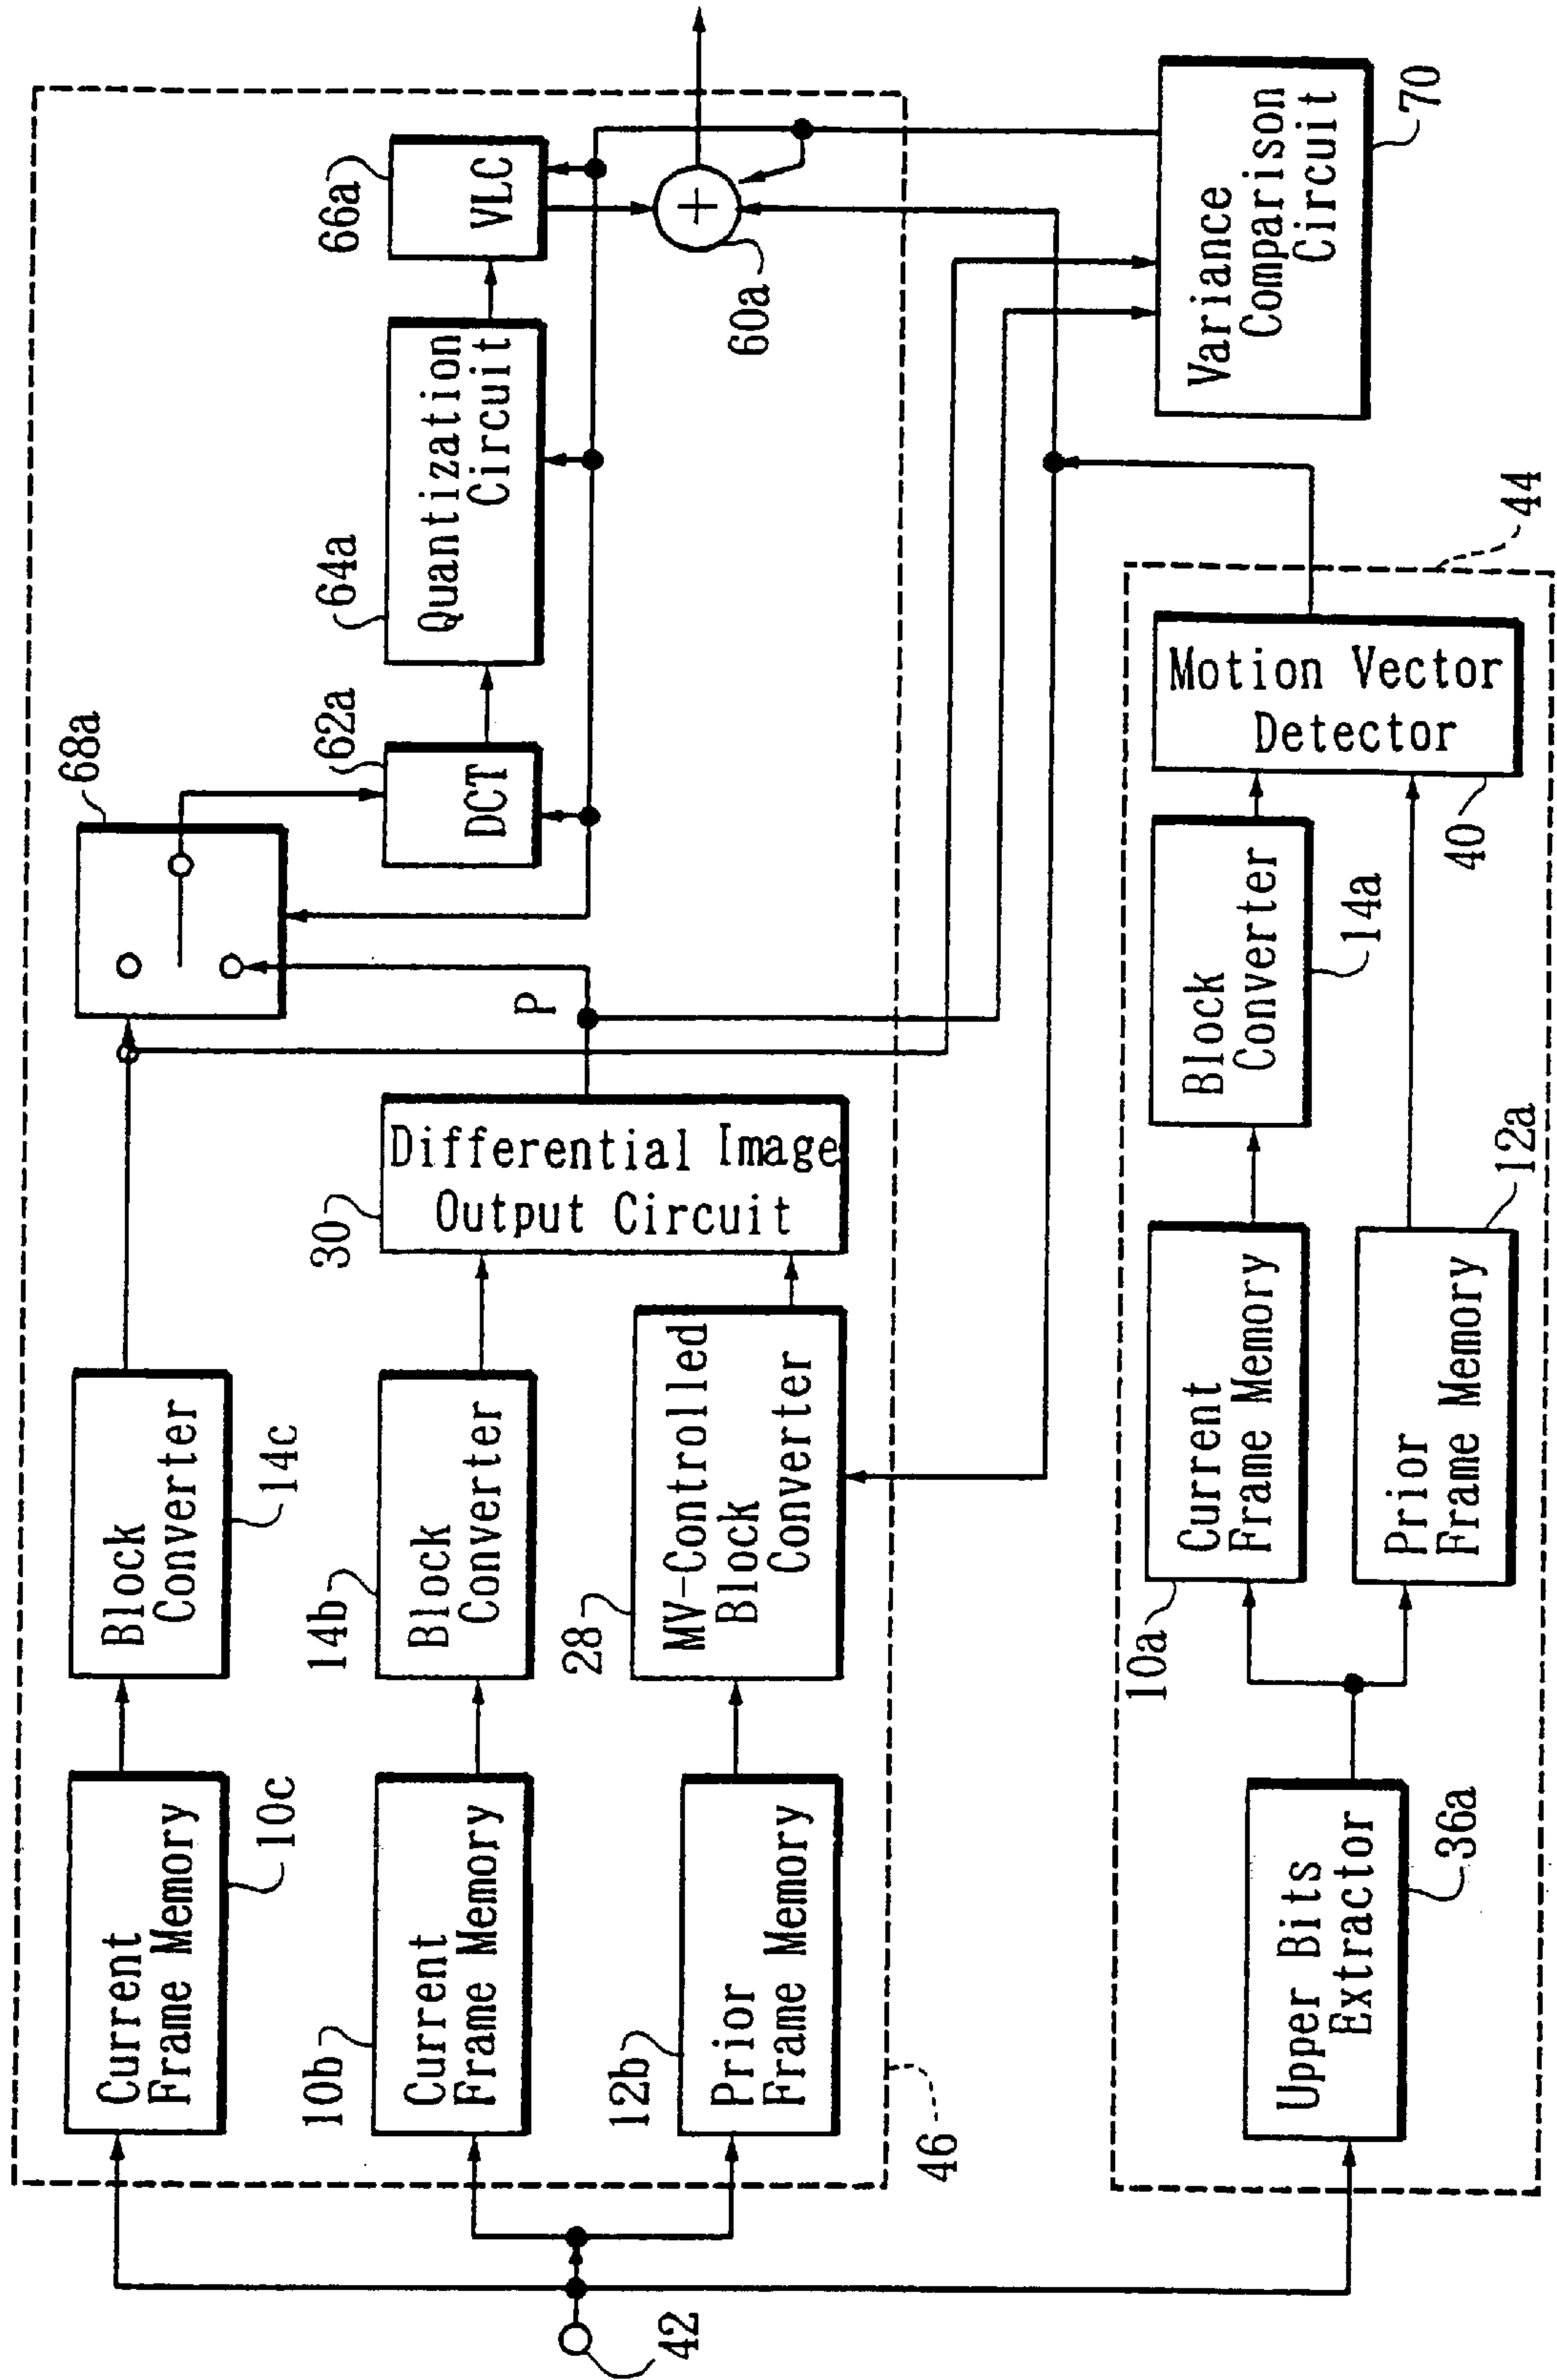 42
Current
Frame Memory
10c
Block
Converter
14c
68a
10b
Current
Frame Memory
14b
Block
Converter
12b
Prior
Frame Memory
28
MV-Controlled
Block
Converter
30
Differential Image
Output Circuit
P
62a
DCT
64a
Quantization
Circuit
66a
VLC
+
60a
46
Variance
Comparison
Circuit
70
44
Upper Bits
Extractor
36a
10a
Current
Frame Memory
Prior
Frame Memory
12a
Block
Converter
14a
Motion Vector
Detector
40